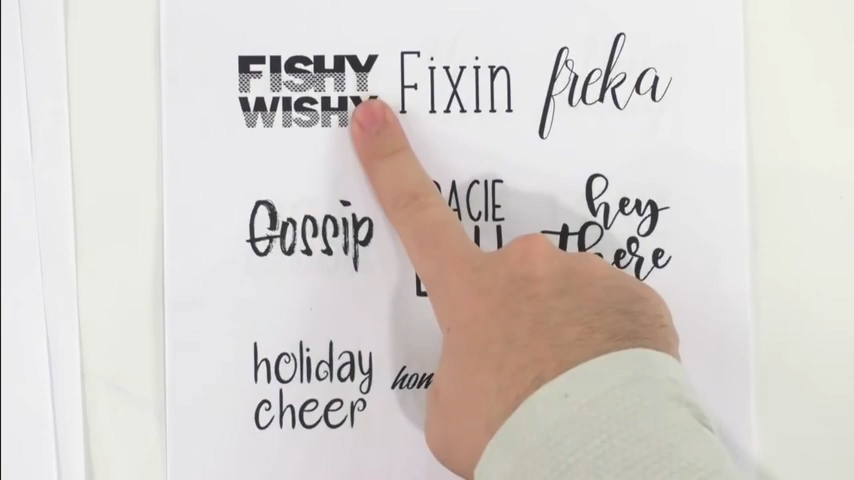 FISHY
WISHY
Fixin
freka
Gossip
hey
there
holiday
cheer